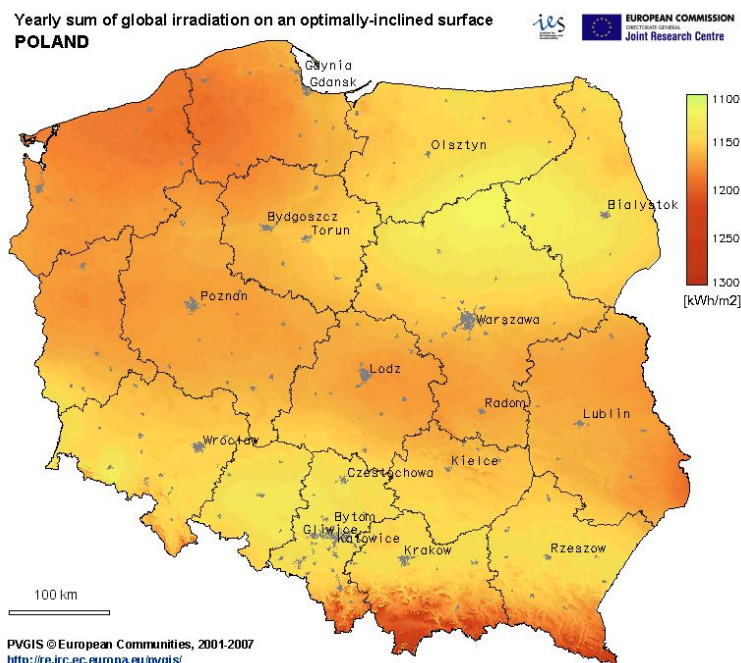 Yearly sum of global irradiation on an optimally-inclined surface
POLAND
ies
EUROPEAN COMMISSION
DIRECTORATE-GENERAL
Joint Research Centre
Gdynia
Gdansk
1100
1150
1200
1250
1300
[kWh/m2]
Olsztyn
Bialystok
Bydgoszcz
Torun
Poznan
Warszawa
Lodz
Radom
Lublin
Wroclaw
Kielce
Czestochowa
Bytom
Gliwice
Katowice
Krakow
Rzeszow
100 km
PVGIS © European Communities, 2001-2007
http://re.jrc.ec.europa.eu/pvgis/